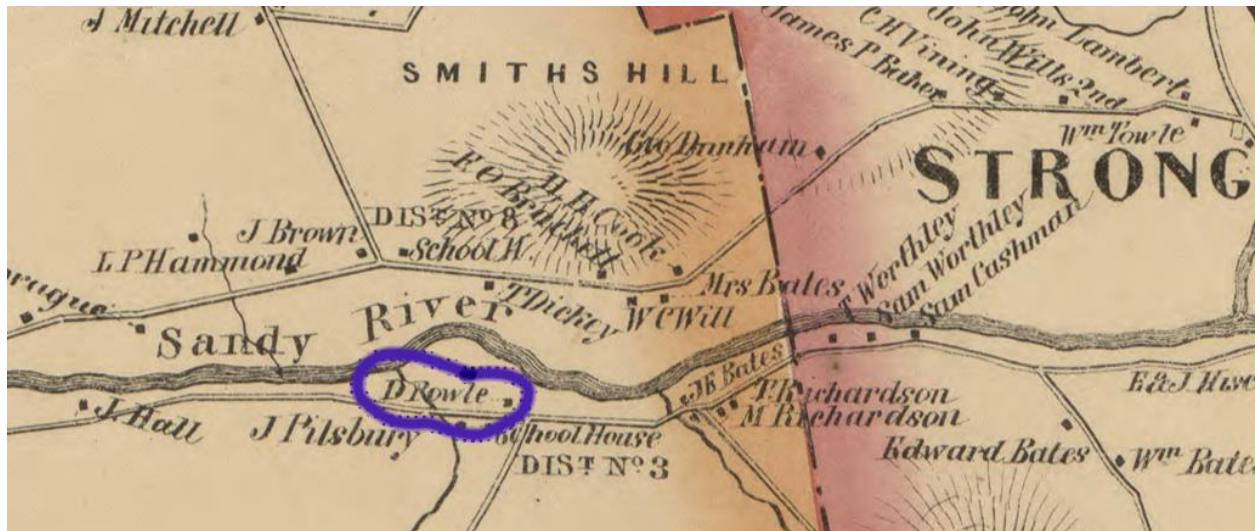 J Mitchell
SMITHS HILL
John Lambert
John Wills 2nd
C H Vining
James P Baker
Wm Towle
STRONG
Geo Dunham
H. H. Cook
F. O. Brackell
DIST. No 8
School H.
J Brown
L P Hammond
T Dickey
W C Will
Mrs Bates
T Worthley
Sam Worthley
Sam Cashman
Sandy River
D Rowle
J. Hall
J Pilsbury
School House
DIST. No 3
J E Bates
T. Richardson
M Richardson
Edward Bates